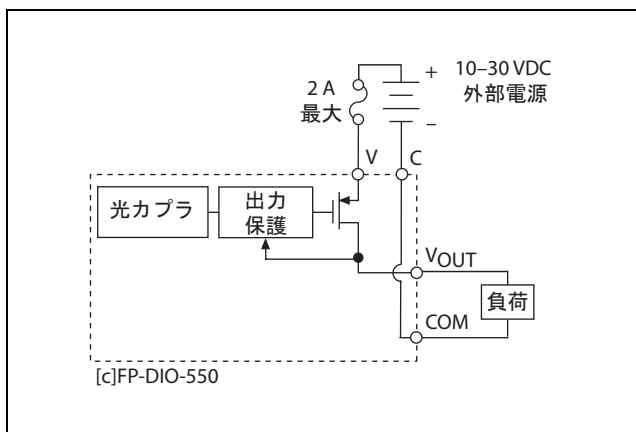 + 10–30 VDC
外部電源
2 A
最大
–
V C
光カプラ
出力
保護
VOUT
負荷
COM
[c]FP-DIO-550